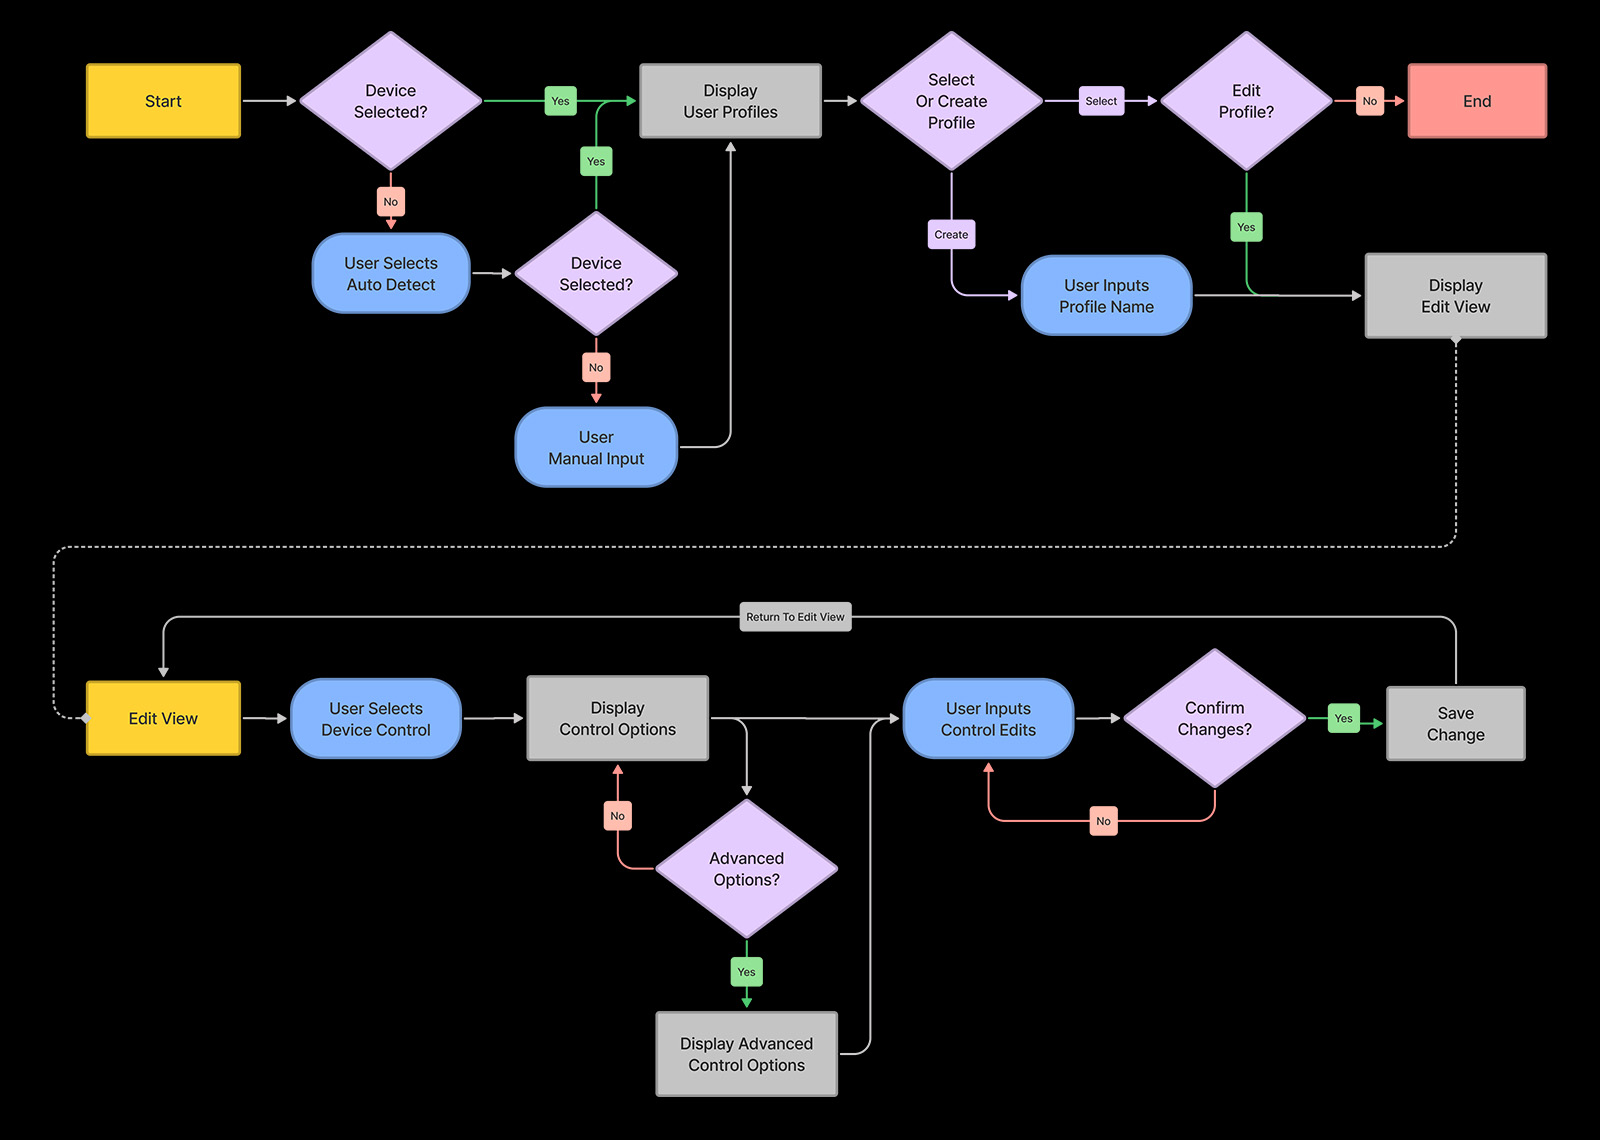 Start
Device
Selected?
Yes
Display
User Profiles
Select
Or Create
Profile
Select
Edit
Profile?
No
End
Yes
No
Create
Yes
User Selects
Auto Detect
Device
Selected?
User Inputs
Profile Name
Display
Edit View
No
User
Manual Input
Return To Edit View
Edit View
User Selects
Device Control
Display
Control Options
User Inputs
Control Edits
Confirm
Changes?
Yes
Save
Change
No
No
Advanced
Options?
Yes
Display Advanced
Control Options